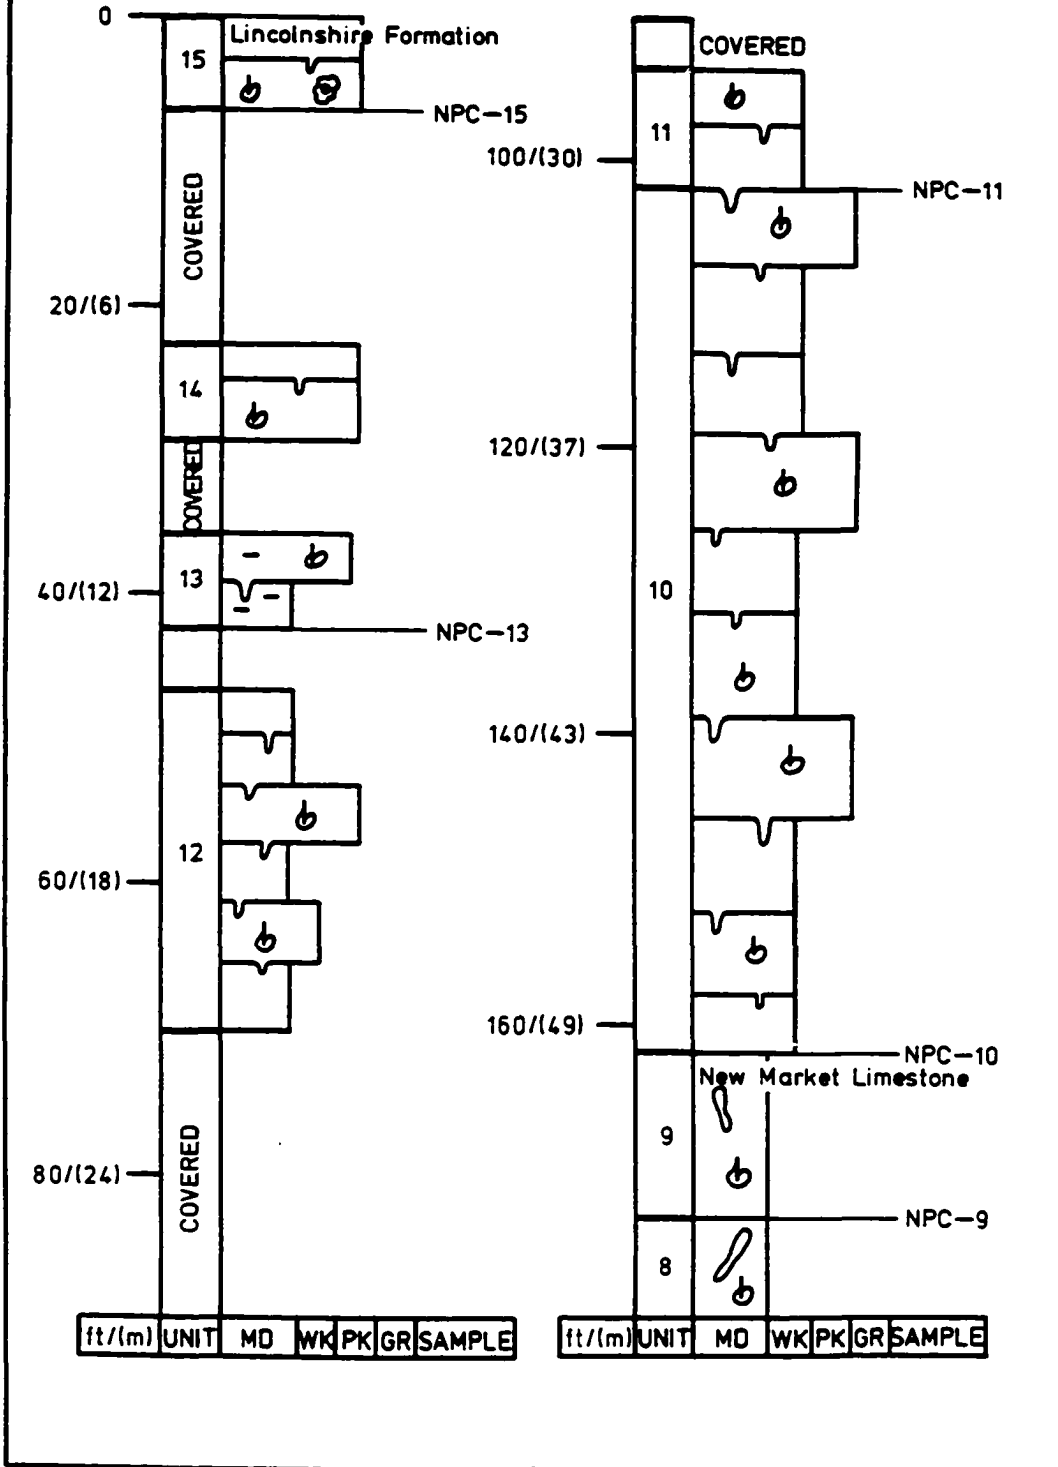 0
15
Lincolnshire Formation
NPC-15
COVERED
20/(6)
14
COVERED
13
40/(12)
NPC-13
12
60/(18)
COVERED
80/(24)
ft/(m) UNIT MD WK PK GR SAMPLE
COVERED
11
100/(30)
NPC-11
120/(37)
10
140/(43)
160/(49)
NPC-10
New Market Limestone
9
NPC-9
8
ft/(m) UNIT MD WK PK GR SAMPLE